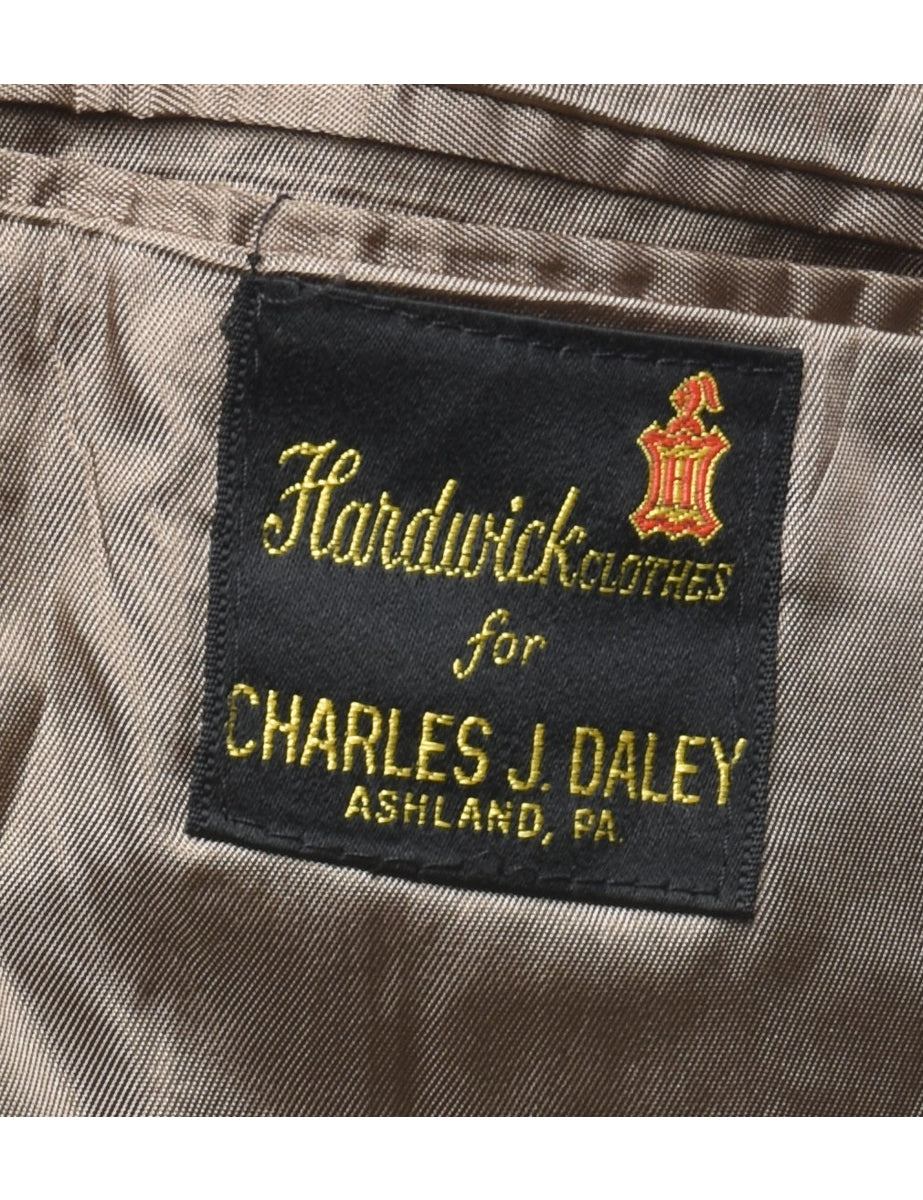 H
Hardwick CLOTHES
for
CHARLES J. DALEY
ASHLAND, PA.